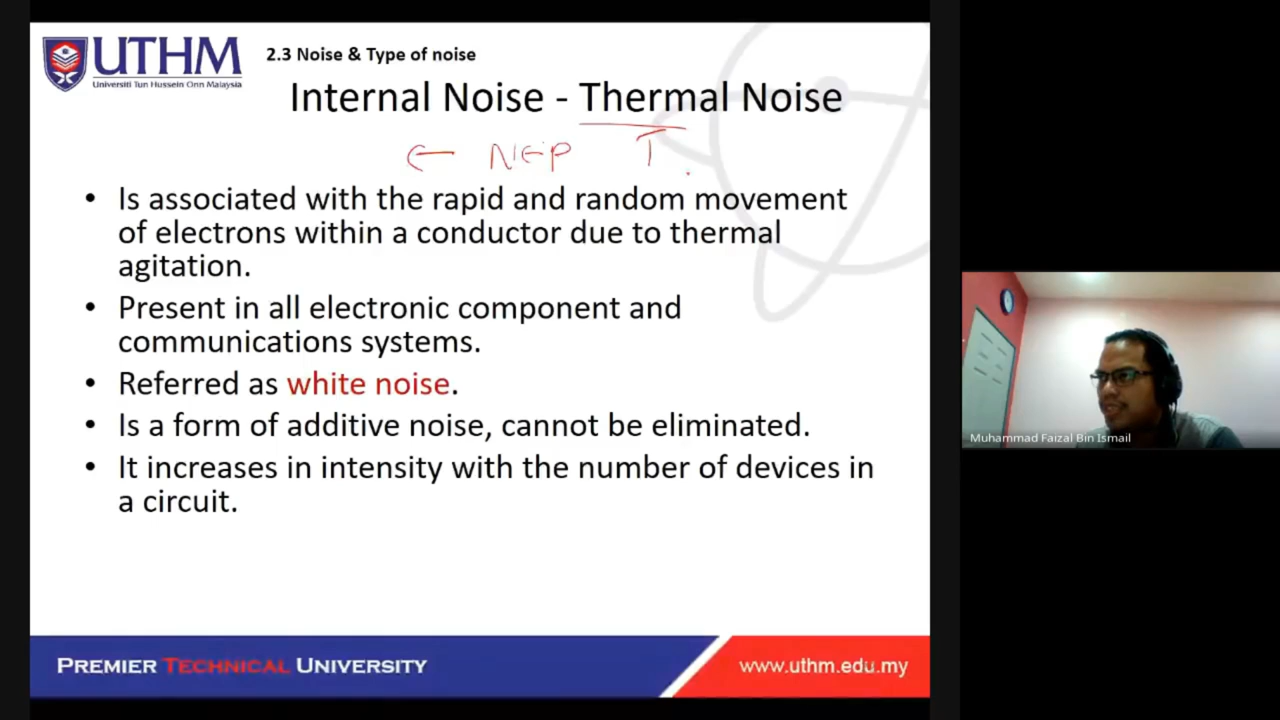 UTHM
Universiti Tun Hussein Onn Malaysia
2.3 Noise & Type of noise
Internal Noise - Thermal Noise
T
• Is associated with the rapid and random movement
of electrons within a conductor due to thermal
agitation.
• Present in all electronic component and
communications systems.
• Referred as white noise.
• Is a form of additive noise, cannot be eliminated.
• It increases in intensity with the number of devices in
a circuit.
Muhammad Faizal Bin Ismail
PREMIER TECHNICAL UNIVERSITY
www.uthm.edu.my